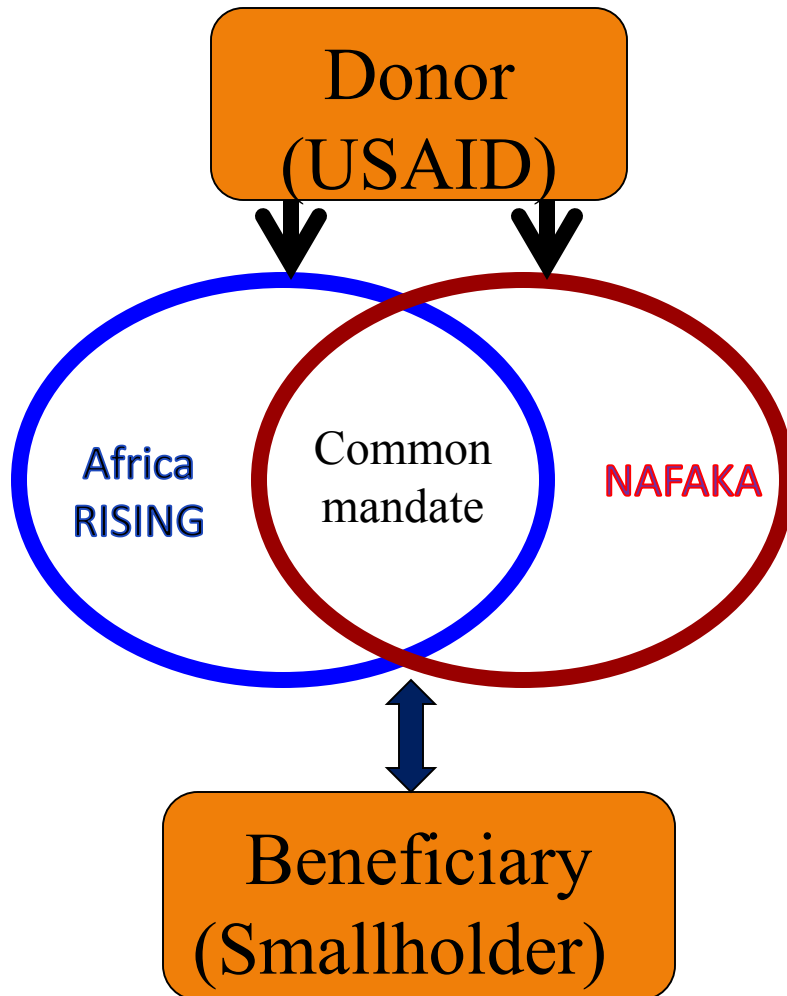 Donor
(USAID)
Africa
RISING
Common
mandate
NAFAKA
Beneficiary
(Smallholder)